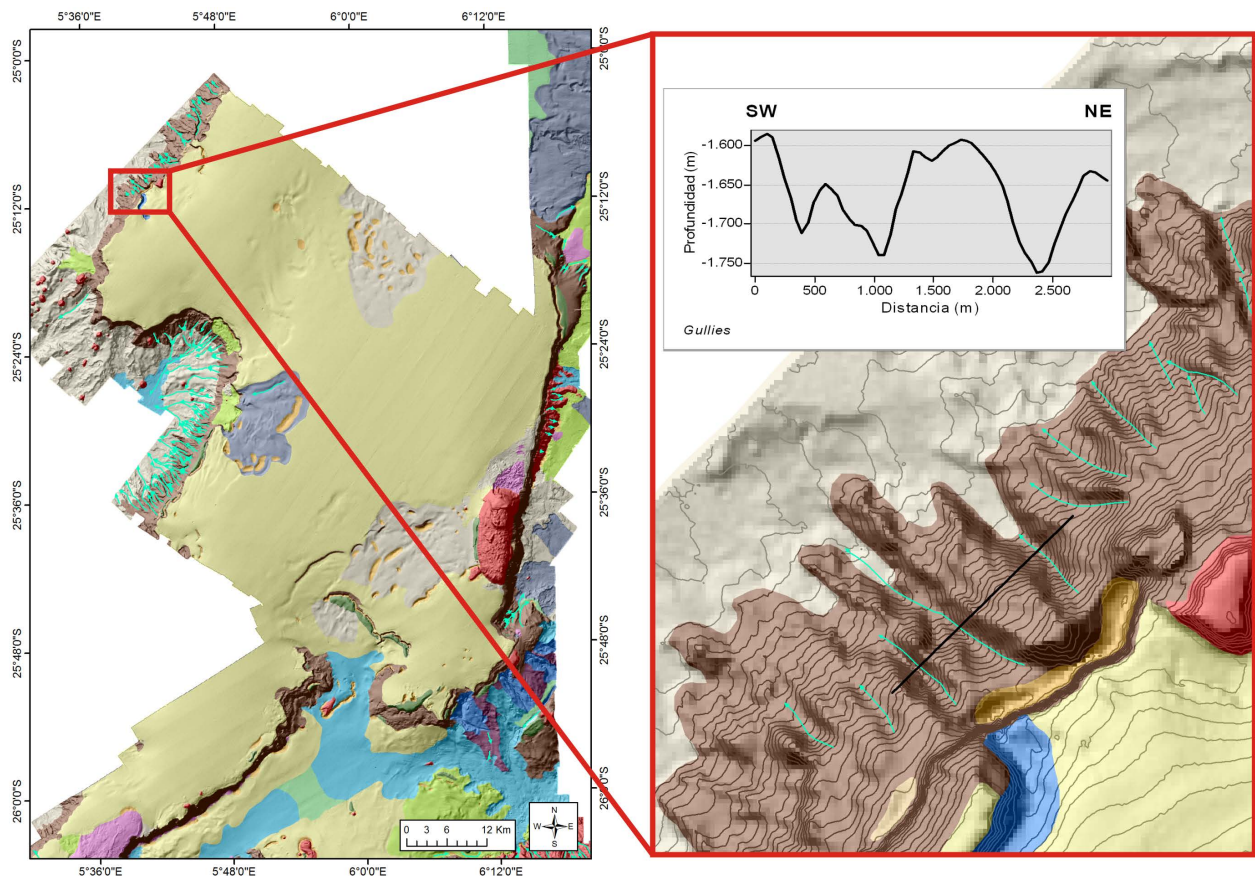 5°36'0"E 5°48'0"E 6°0'0"E 6°12'0"E
25°0'0"S
25°12'0"S
25°24'0"S
25°36'0"S
25°48'0"S
26°0'0"S
25°0'0"S
25°12'0"S
25°24'0"S
25°36'0"S
25°48'0"S
26°0'0"S
0 3 6 12 Km
N
W E
S
5°36'0"E 5°48'0"E 6°0'0"E 6°12'0"E
SW NE
Profundidad (m)
-1.600
-1.650
-1.700
-1.750
0 500 1.000 1.500 2.000 2.500
Distancia (m)
Gullies